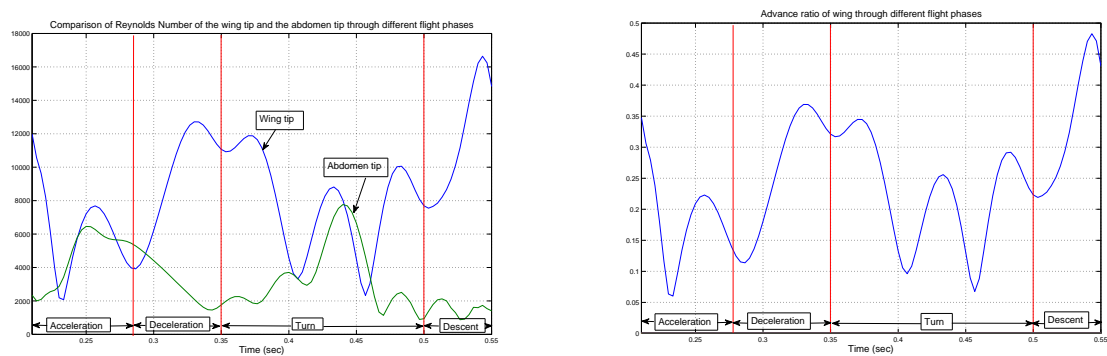 Comparison of Reynolds Number of the wing tip and the abdomen tip through different flight phases
18000
16000
14000
12000
10000
8000
6000
4000
2000
0
Wing tip
Abdomen tip
Acceleration
Deceleration
Turn
Descent
0.25
0.3
0.35
0.4
0.45
0.5
0.55
Time (sec)
Advance ratio of wing through different flight phases
0.5
0.45
0.4
0.35
0.3
0.25
0.2
0.15
0.1
0.05
0
Acceleration
Deceleration
Turn
Descent
0.25
0.3
0.35
0.4
0.45
0.5
0.55
Time (sec)